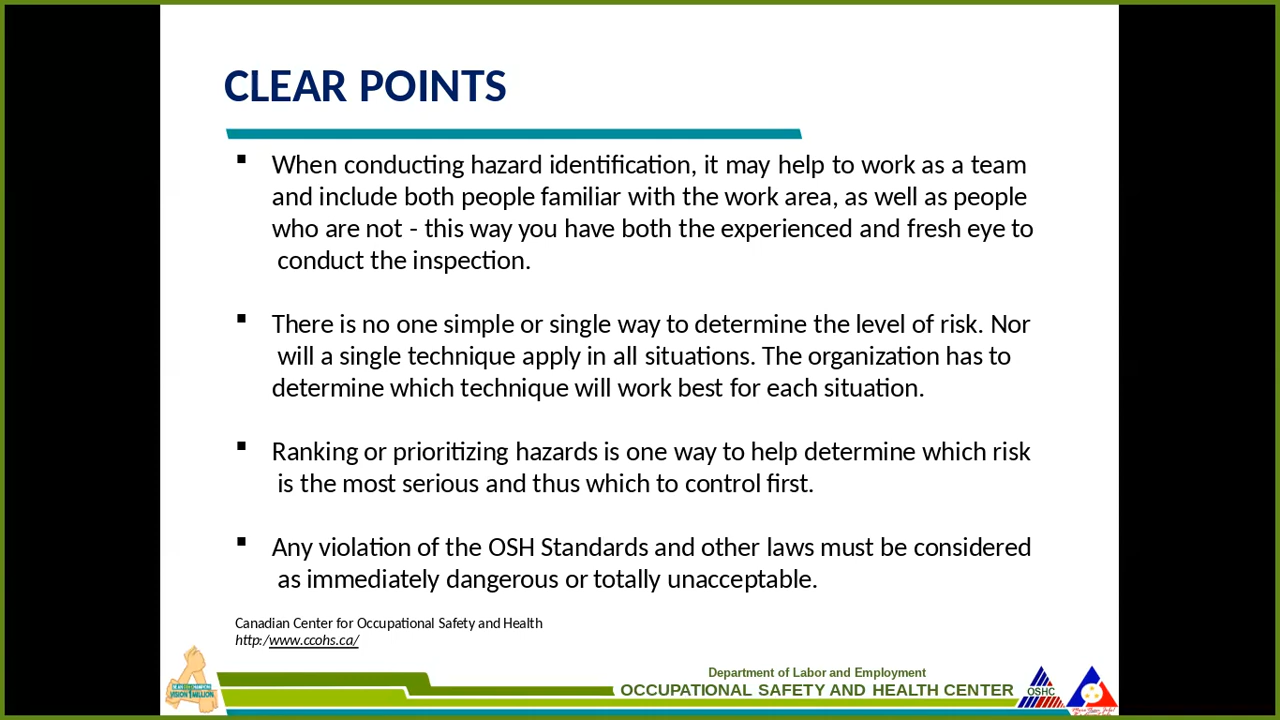 CLEAR POINTS
When conducting hazard identification, it may help to work as a team
and include both people familiar with the work area, as well as people
who are not - this way you have both the experienced and fresh eye to
conduct the inspection.
There is no one simple or single way to determine the level of risk. Nor
will a single technique apply in all situations. The organization has to
determine which technique will work best for each situation.
Ranking or prioritizing hazards is one way to help determine which risk
is the most serious and thus which to control first.
Any violation of the OSH Standards and other laws must be considered
as immediately dangerous or totally unacceptable.
Canadian Center for Occupational Safety and Health
http:/www.ccohs.ca/
Department of Labor and Employment
OCCUPATIONAL SAFETY AND HEALTH CENTER
OSHC
VISION 1 MILLION